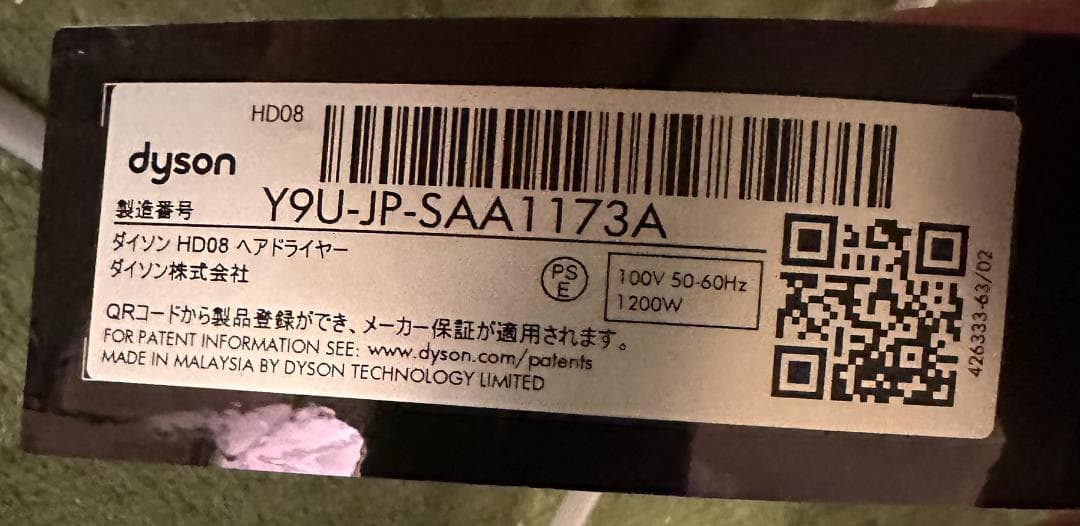 HD08
dyson
製造番号 Y9U-JP-SAA1173A
ダイソン HD08 ヘアドライヤー
ダイソン株式会社
PS
E
100V 50-60Hz
1200W
QRコードから製品登録ができ、メーカー保証が適用されます。
FOR PATENT INFORMATION SEE: www.dyson.com/patents
MADE IN MALAYSIA BY DYSON TECHNOLOGY LIMITED
426333-63/02